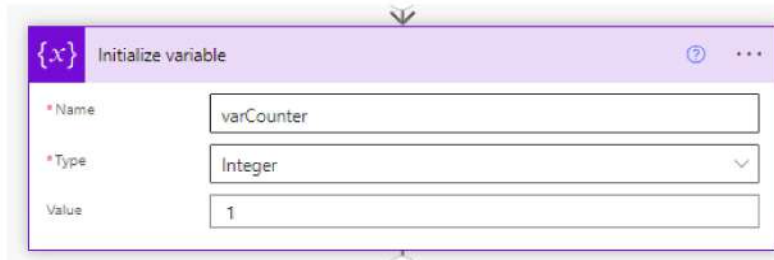 {x} Initialize variable ? ...
*Name varCounter
*Type Integer
Value 1